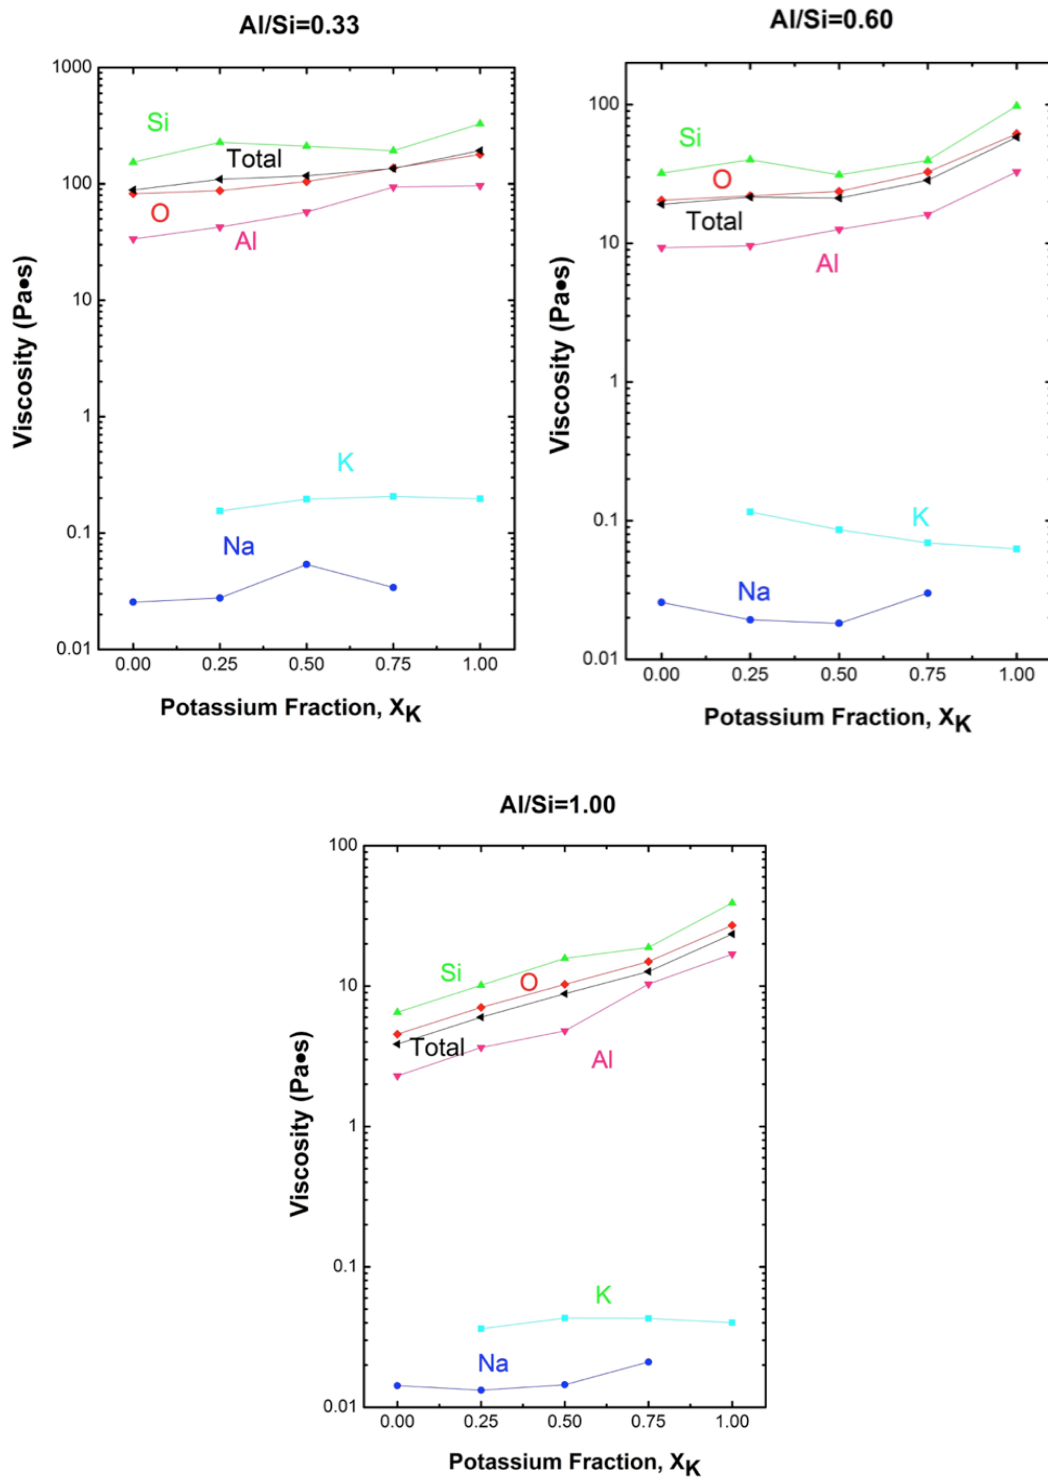 Al/Si=0.33
1000
100
10
1
0.1
0.01
Viscosity (Pa•s)
Si
Total
O
Al
K
Na
0.00 0.25 0.50 0.75 1.00
Potassium Fraction, XK
Al/Si=0.60
100
10
1
0.1
0.01
Viscosity (Pa•s)
Si
O
Total
Al
K
Na
0.00 0.25 0.50 0.75 1.00
Potassium Fraction, XK
Al/Si=1.00
100
10
1
0.1
0.01
Viscosity (Pa•s)
Si
O
Total
Al
K
Na
0.00 0.25 0.50 0.75 1.00
Potassium Fraction, XK